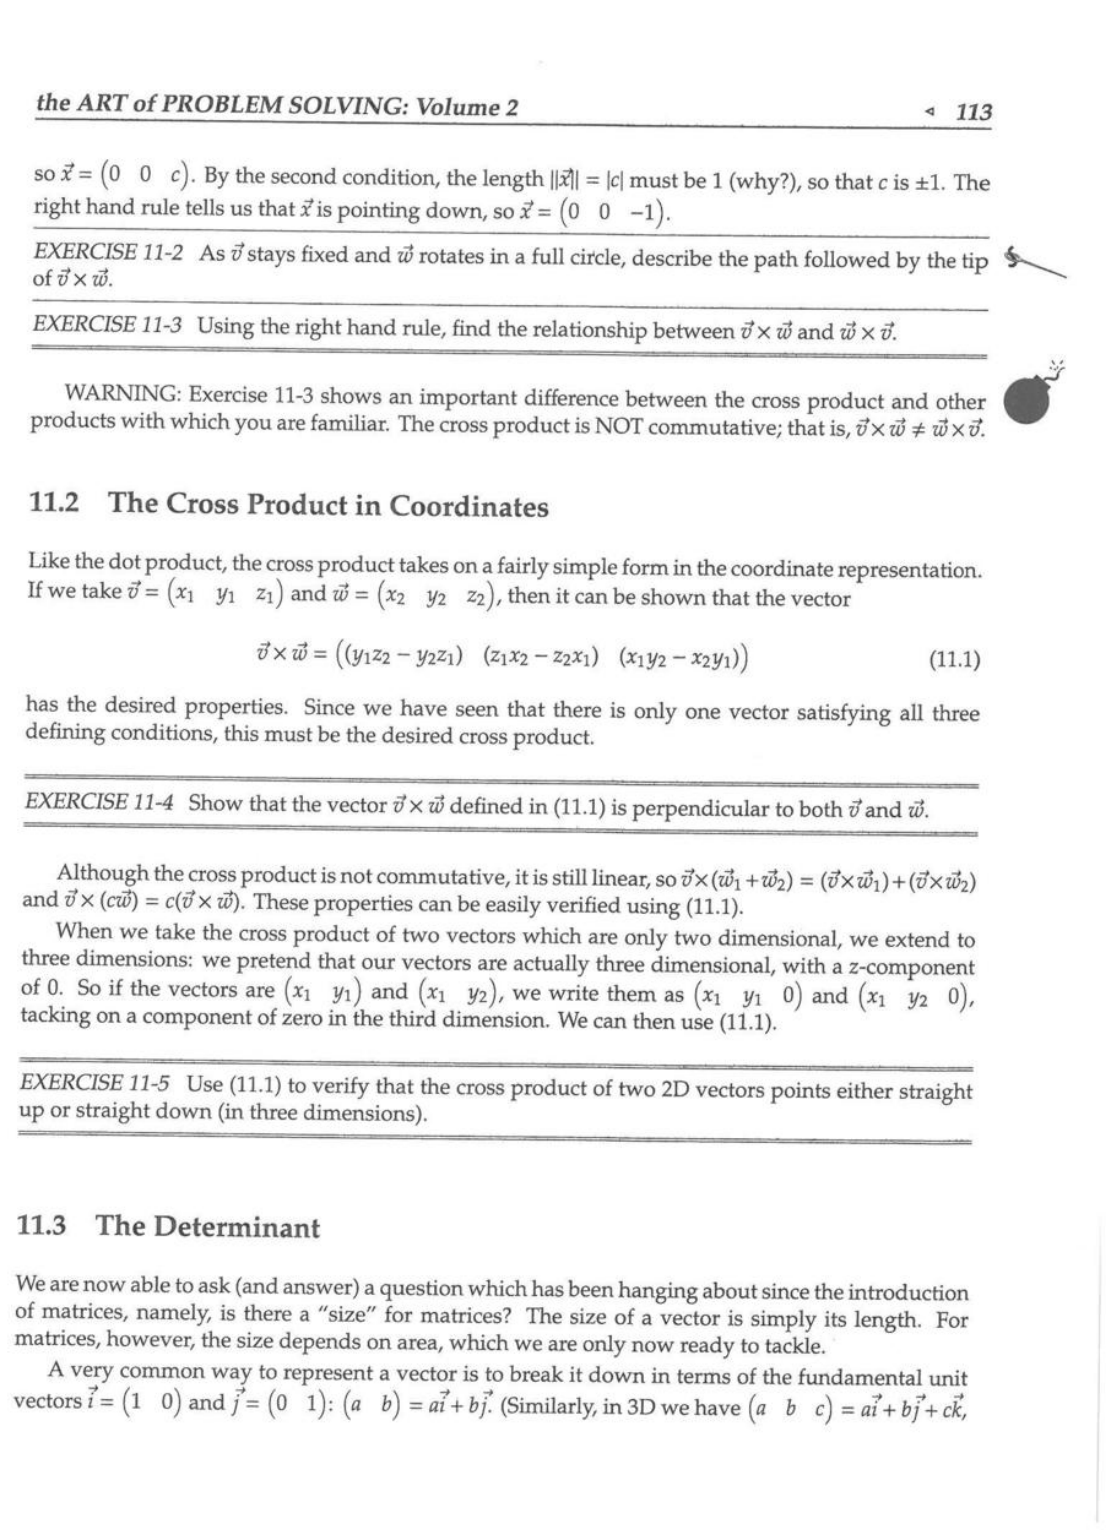 the ART of PROBLEM SOLVING: Volume 2 ◃ 113
so x⃗ = (0 0 c). By the second condition, the length ||x⃗|| = |c| must be 1 (why?), so that c is ±1. The
right hand rule tells us that x⃗ is pointing down, so x⃗ = (0 0 −1).
EXERCISE 11-2 As v⃗ stays fixed and w⃗ rotates in a full circle, describe the path followed by the tip
of v⃗ × w⃗.
EXERCISE 11-3 Using the right hand rule, find the relationship between v⃗ × w⃗ and w⃗ × v⃗.
WARNING: Exercise 11-3 shows an important difference between the cross product and other
products with which you are familiar. The cross product is NOT commutative; that is, v⃗ × w⃗ ≠ w⃗ × v⃗.
11.2 The Cross Product in Coordinates
Like the dot product, the cross product takes on a fairly simple form in the coordinate representation.
If we take v⃗ = (x₁ y₁ z₁) and w⃗ = (x₂ y₂ z₂), then it can be shown that the vector
v⃗ × w⃗ = ((y₁z₂ − y₂z₁) (z₁x₂ − z₂x₁) (x₁y₂ − x₂y₁)) (11.1)
has the desired properties. Since we have seen that there is only one vector satisfying all three
defining conditions, this must be the desired cross product.
EXERCISE 11-4 Show that the vector v⃗ × w⃗ defined in (11.1) is perpendicular to both v⃗ and w⃗.
Although the cross product is not commutative, it is still linear, so v⃗×(w⃗₁+w⃗₂) = (v⃗×w⃗₁)+(v⃗×w⃗₂)
and v⃗ × (cw⃗) = c(v⃗ × w⃗). These properties can be easily verified using (11.1).
When we take the cross product of two vectors which are only two dimensional, we extend to
three dimensions: we pretend that our vectors are actually three dimensional, with a z-component
of 0. So if the vectors are (x₁ y₁) and (x₁ y₂), we write them as (x₁ y₁ 0) and (x₁ y₂ 0),
tacking on a component of zero in the third dimension. We can then use (11.1).
EXERCISE 11-5 Use (11.1) to verify that the cross product of two 2D vectors points either straight
up or straight down (in three dimensions).
11.3 The Determinant
We are now able to ask (and answer) a question which has been hanging about since the introduction
of matrices, namely, is there a "size" for matrices? The size of a vector is simply its length. For
matrices, however, the size depends on area, which we are only now ready to tackle.
A very common way to represent a vector is to break it down in terms of the fundamental unit
vectors i⃗ = (1 0) and j⃗ = (0 1): (a b) = ai⃗ + bj⃗. (Similarly, in 3D we have (a b c) = ai⃗ + bj⃗ + ck⃗,